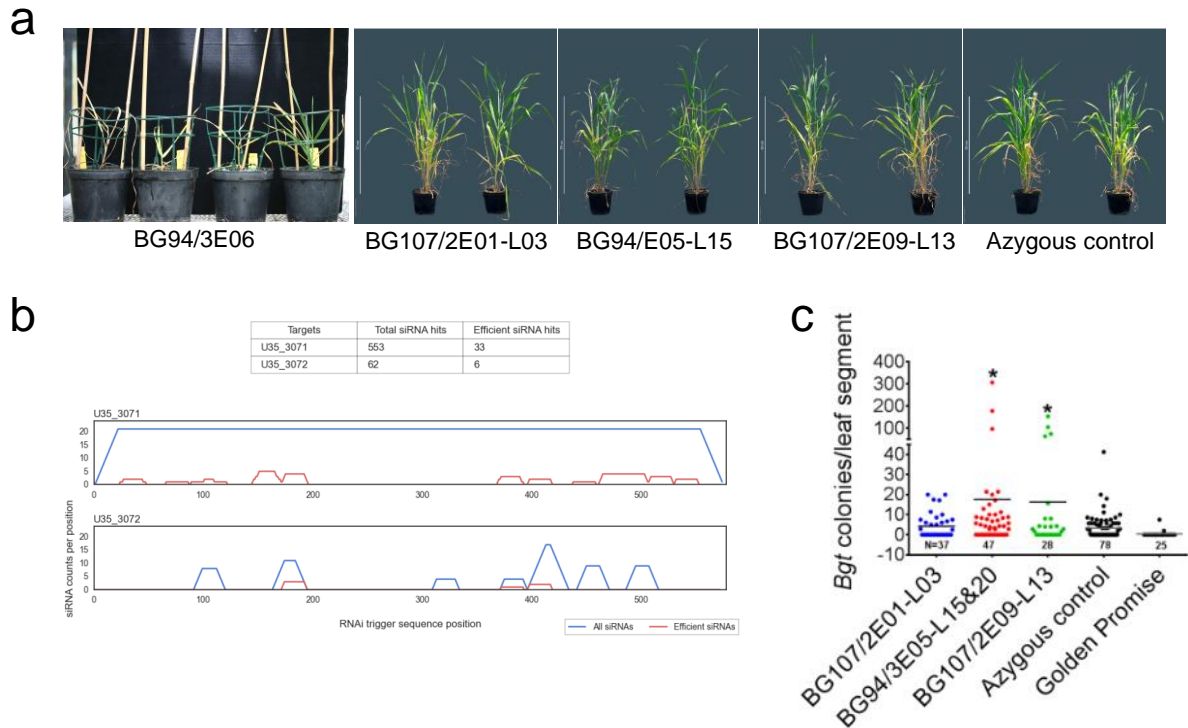 a
BG94/3E06 BG107/2E01-L03 BG94/E05-L15 BG107/2E09-L13 Azygous control
b
Targets Total siRNA hits Efficient siRNA hits
U35_3071 553 33
U35_3072 62 6
U35_3071
20
15
10
5
0
0 100 200 300 400 500
U35_3072
20
15
10
5
0
0 100 200 300 400 500
siRNA counts per position
RNAi trigger sequence position
All siRNAs Efficient siRNAs
c
Bgt colonies/leaf segment
400
300
200
100
40
30
20
10
0
-10
* *
N=37 47 28 78 25
BG107/2E01-L03
BG94/3E05-L15&20
BG107/2E09-L13
Azygous control
Golden Promise